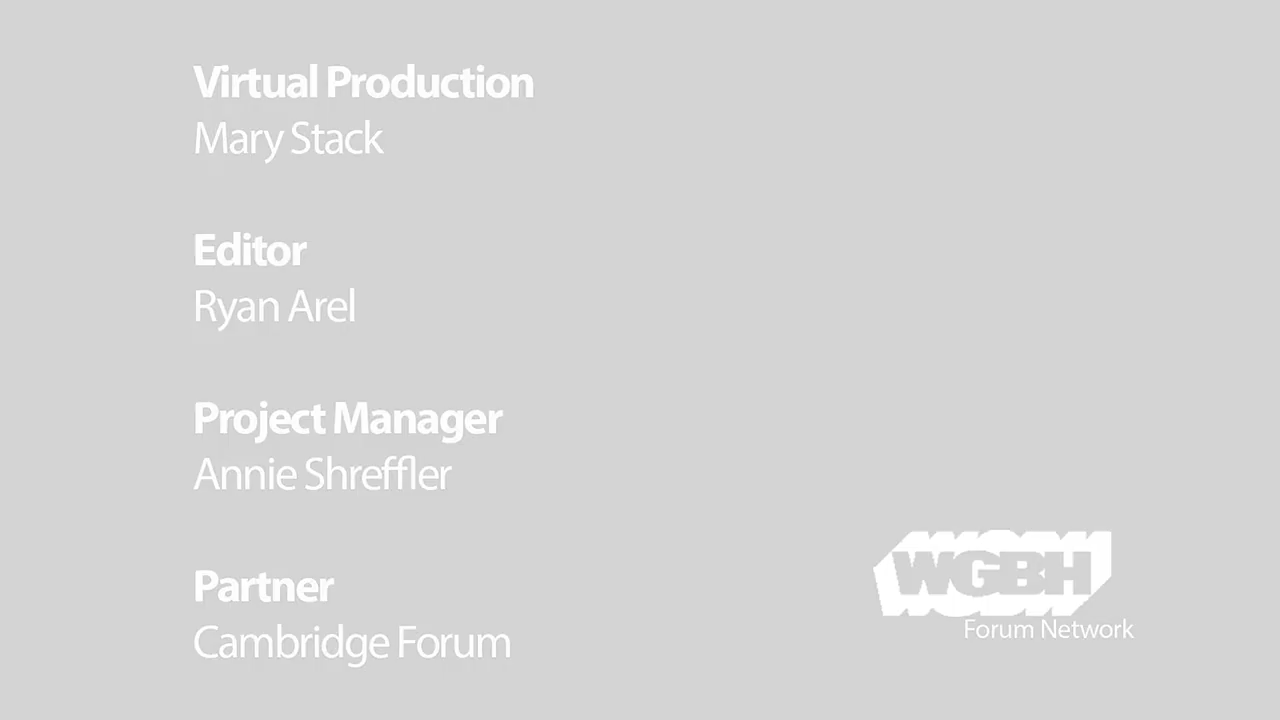 Virtual Production
Mary Stack
Editor
Ryan Arel
Project Manager
Annie Shreffler
Partner
Cambridge Forum
WGBH
Forum Network